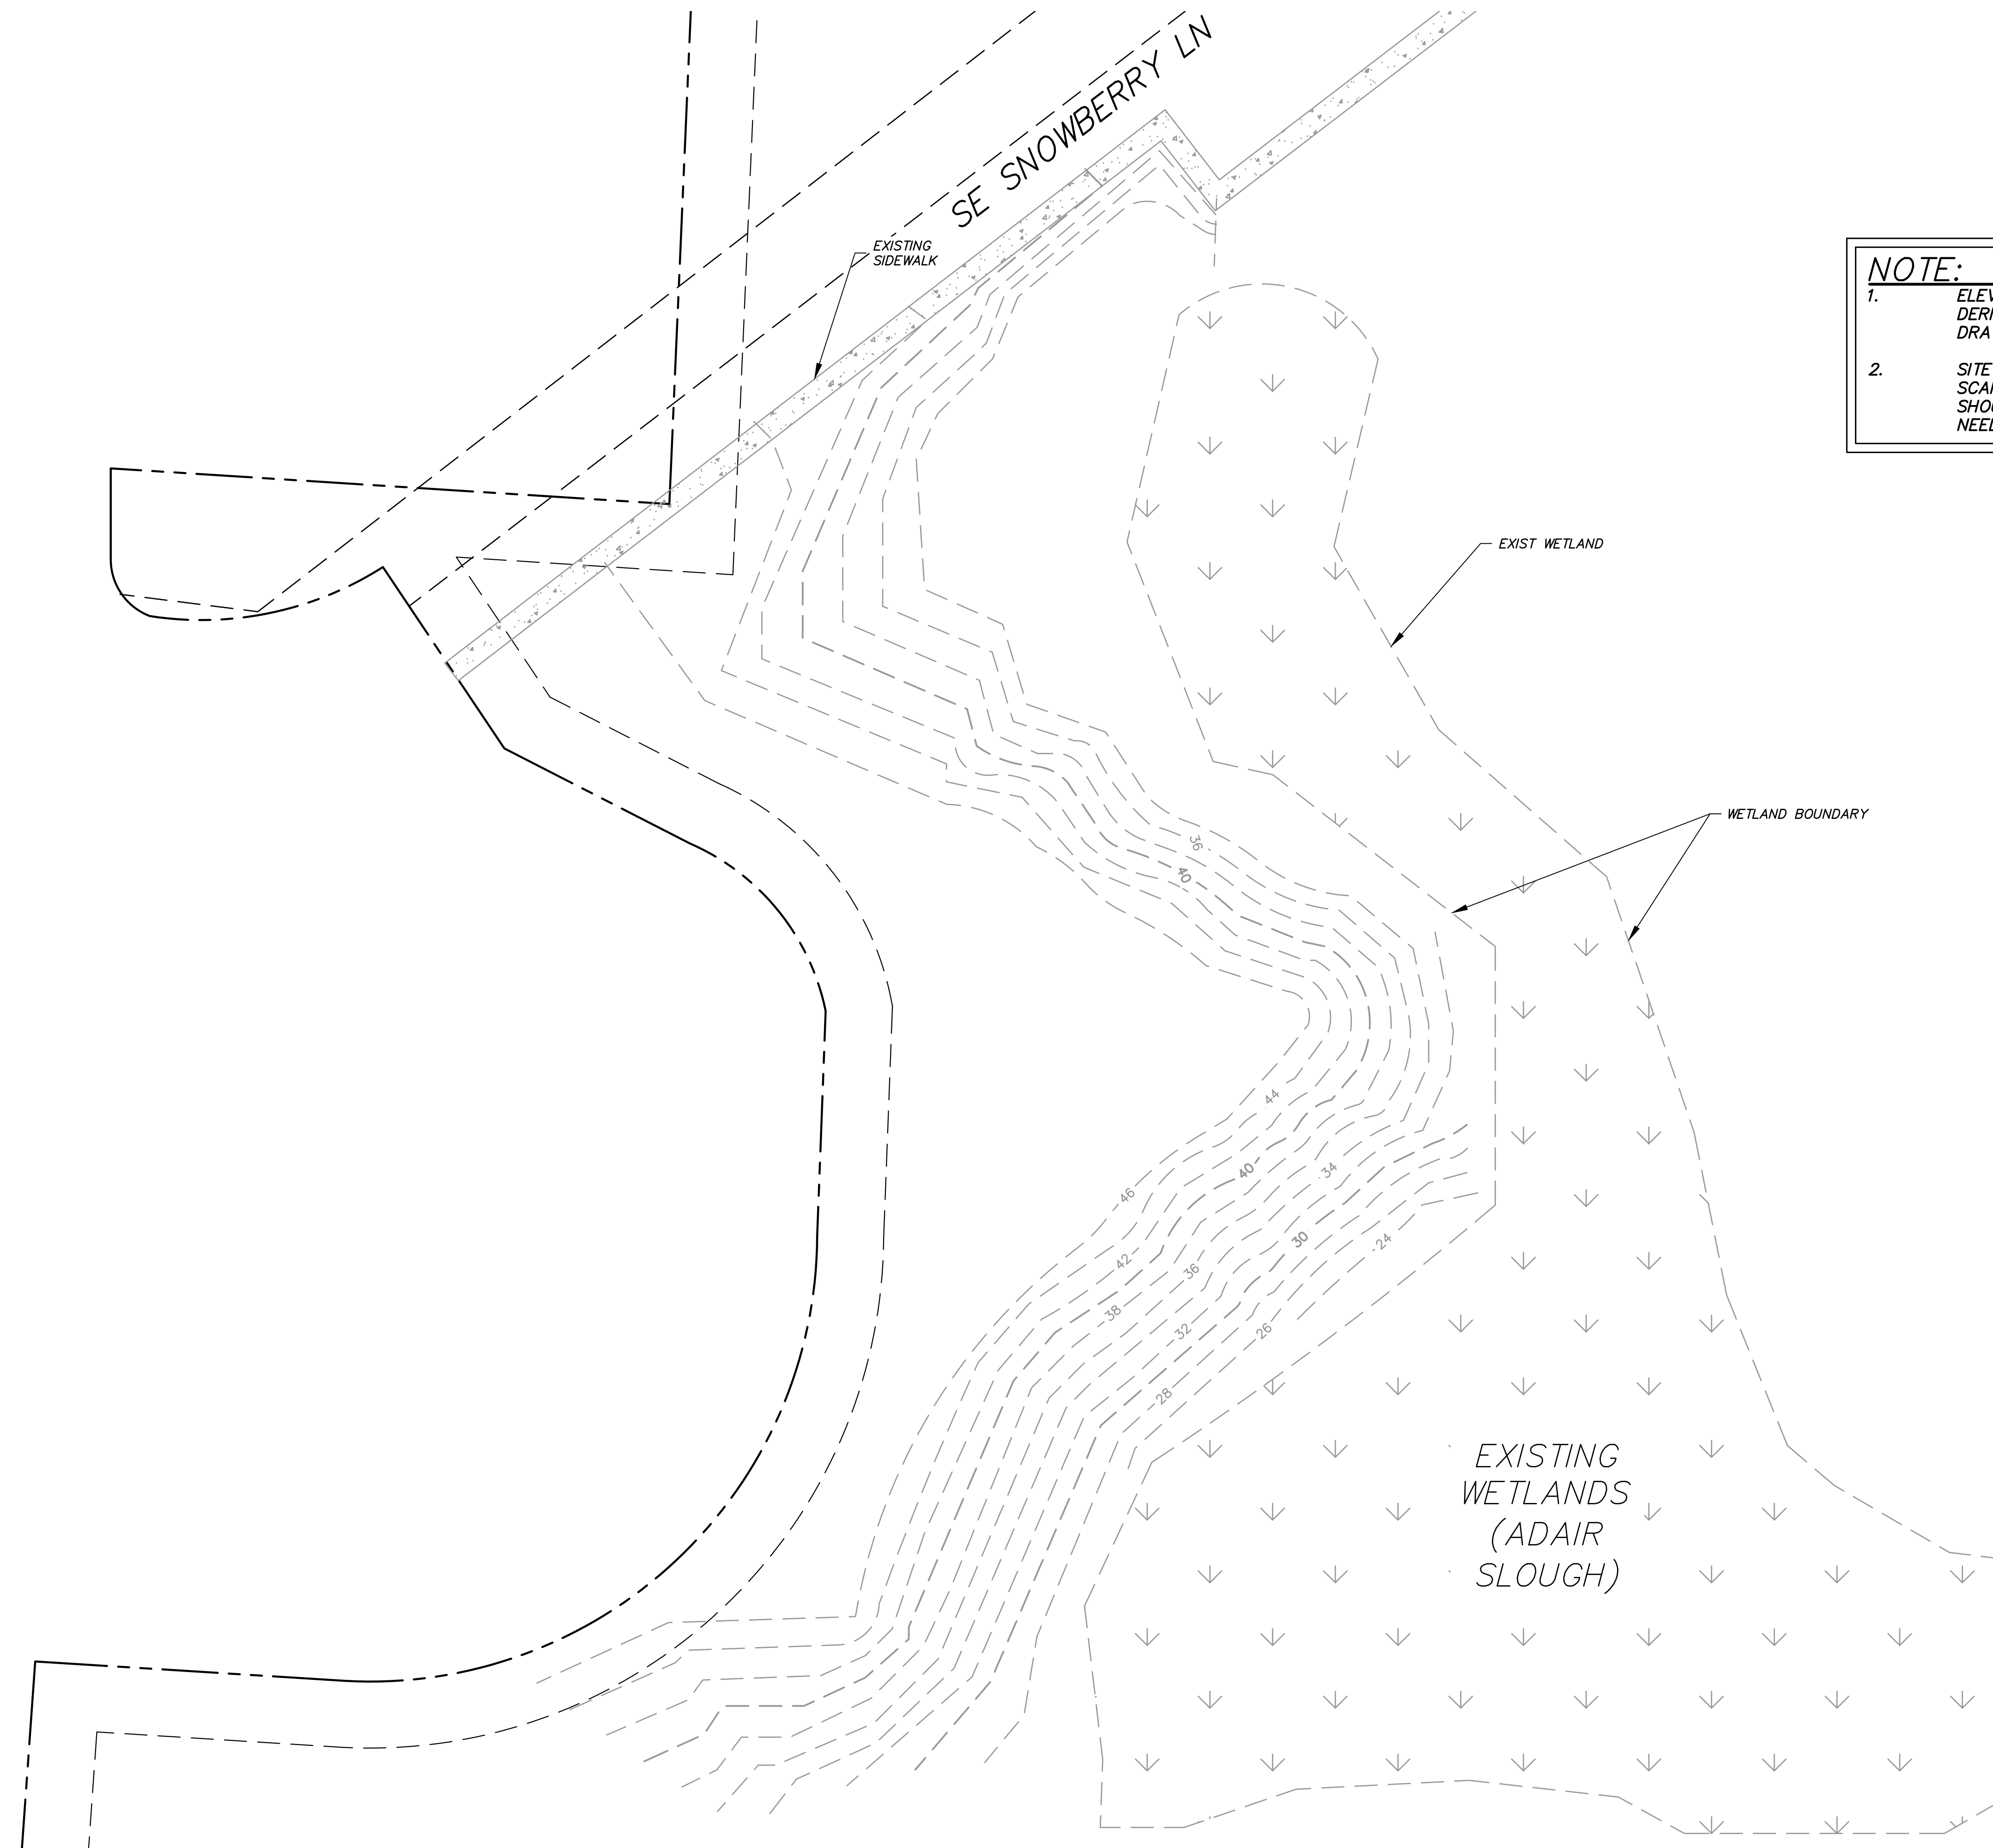 SE SNOWBERRY LN
EXISTING
SIDEWALK
NOTE:
1.
2.
SITE
EXIST WETLAND
WETLAND BOUNDARY
36
40
44
46
40
34
42
36
30
24
38
32
26
28
EXISTING
WETLANDS
(ADAIR
SLOUGH)